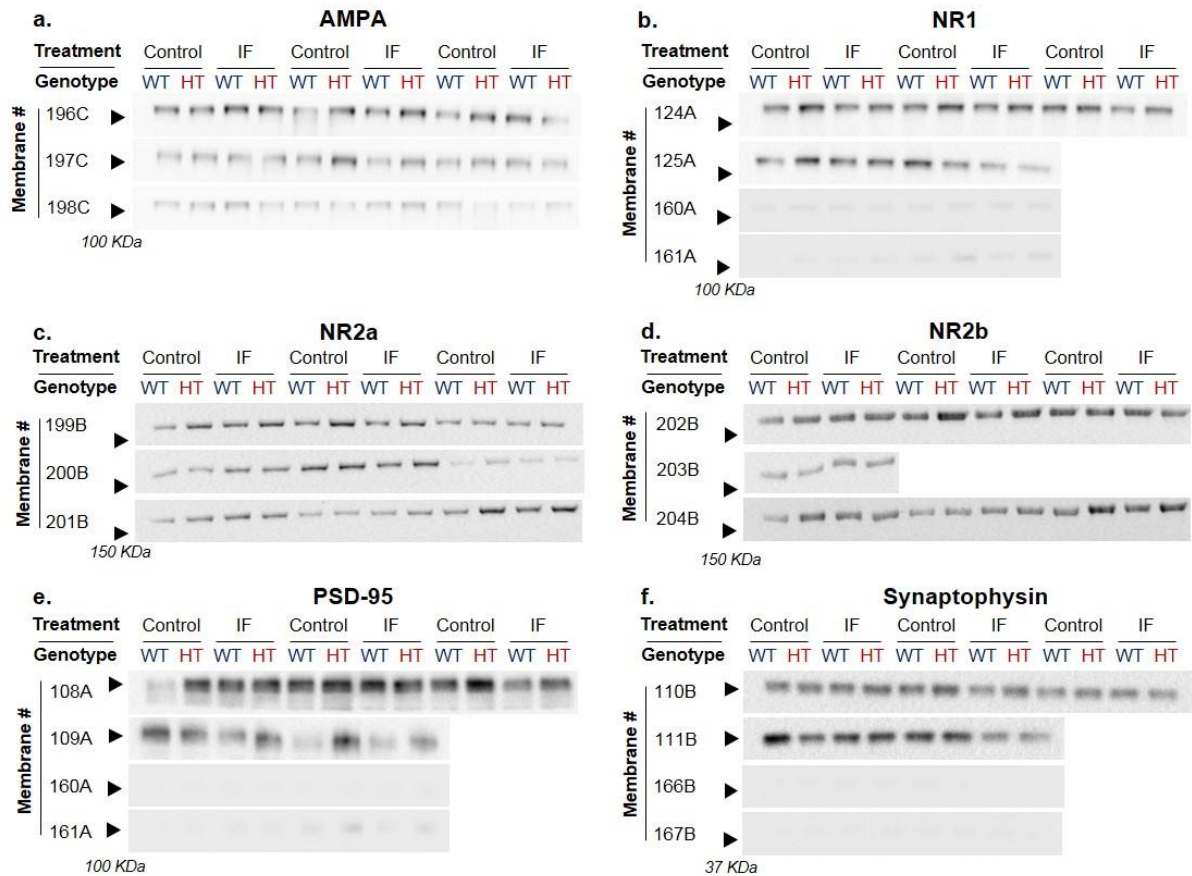 a. AMPA
Treatment Control IF Control IF Control IF
Genotype WT HT WT HT WT HT WT HT WT HT WT HT
Membrane #
196C
197C
198C
100 KDa
b. NR1
Treatment Control IF Control IF Control IF
Genotype WT HT WT HT WT HT WT HT WT HT WT HT
Membrane #
124A
125A
160A
161A
100 KDa
c. NR2a
Treatment Control IF Control IF Control IF
Genotype WT HT WT HT WT HT WT HT WT HT WT HT
Membrane #
199B
200B
201B
150 KDa
d. NR2b
Treatment Control IF Control IF Control IF
Genotype WT HT WT HT WT HT WT HT WT HT WT HT
Membrane #
202B
203B
204B
150 KDa
e. PSD-95
Treatment Control IF Control IF Control IF
Genotype WT HT WT HT WT HT WT HT WT HT WT HT
Membrane #
108A
109A
160A
161A
100 KDa
f. Synaptophysin
Treatment Control IF Control IF Control IF
Genotype WT HT WT HT WT HT WT HT WT HT WT HT
Membrane #
110B
111B
166B
167B
37 KDa